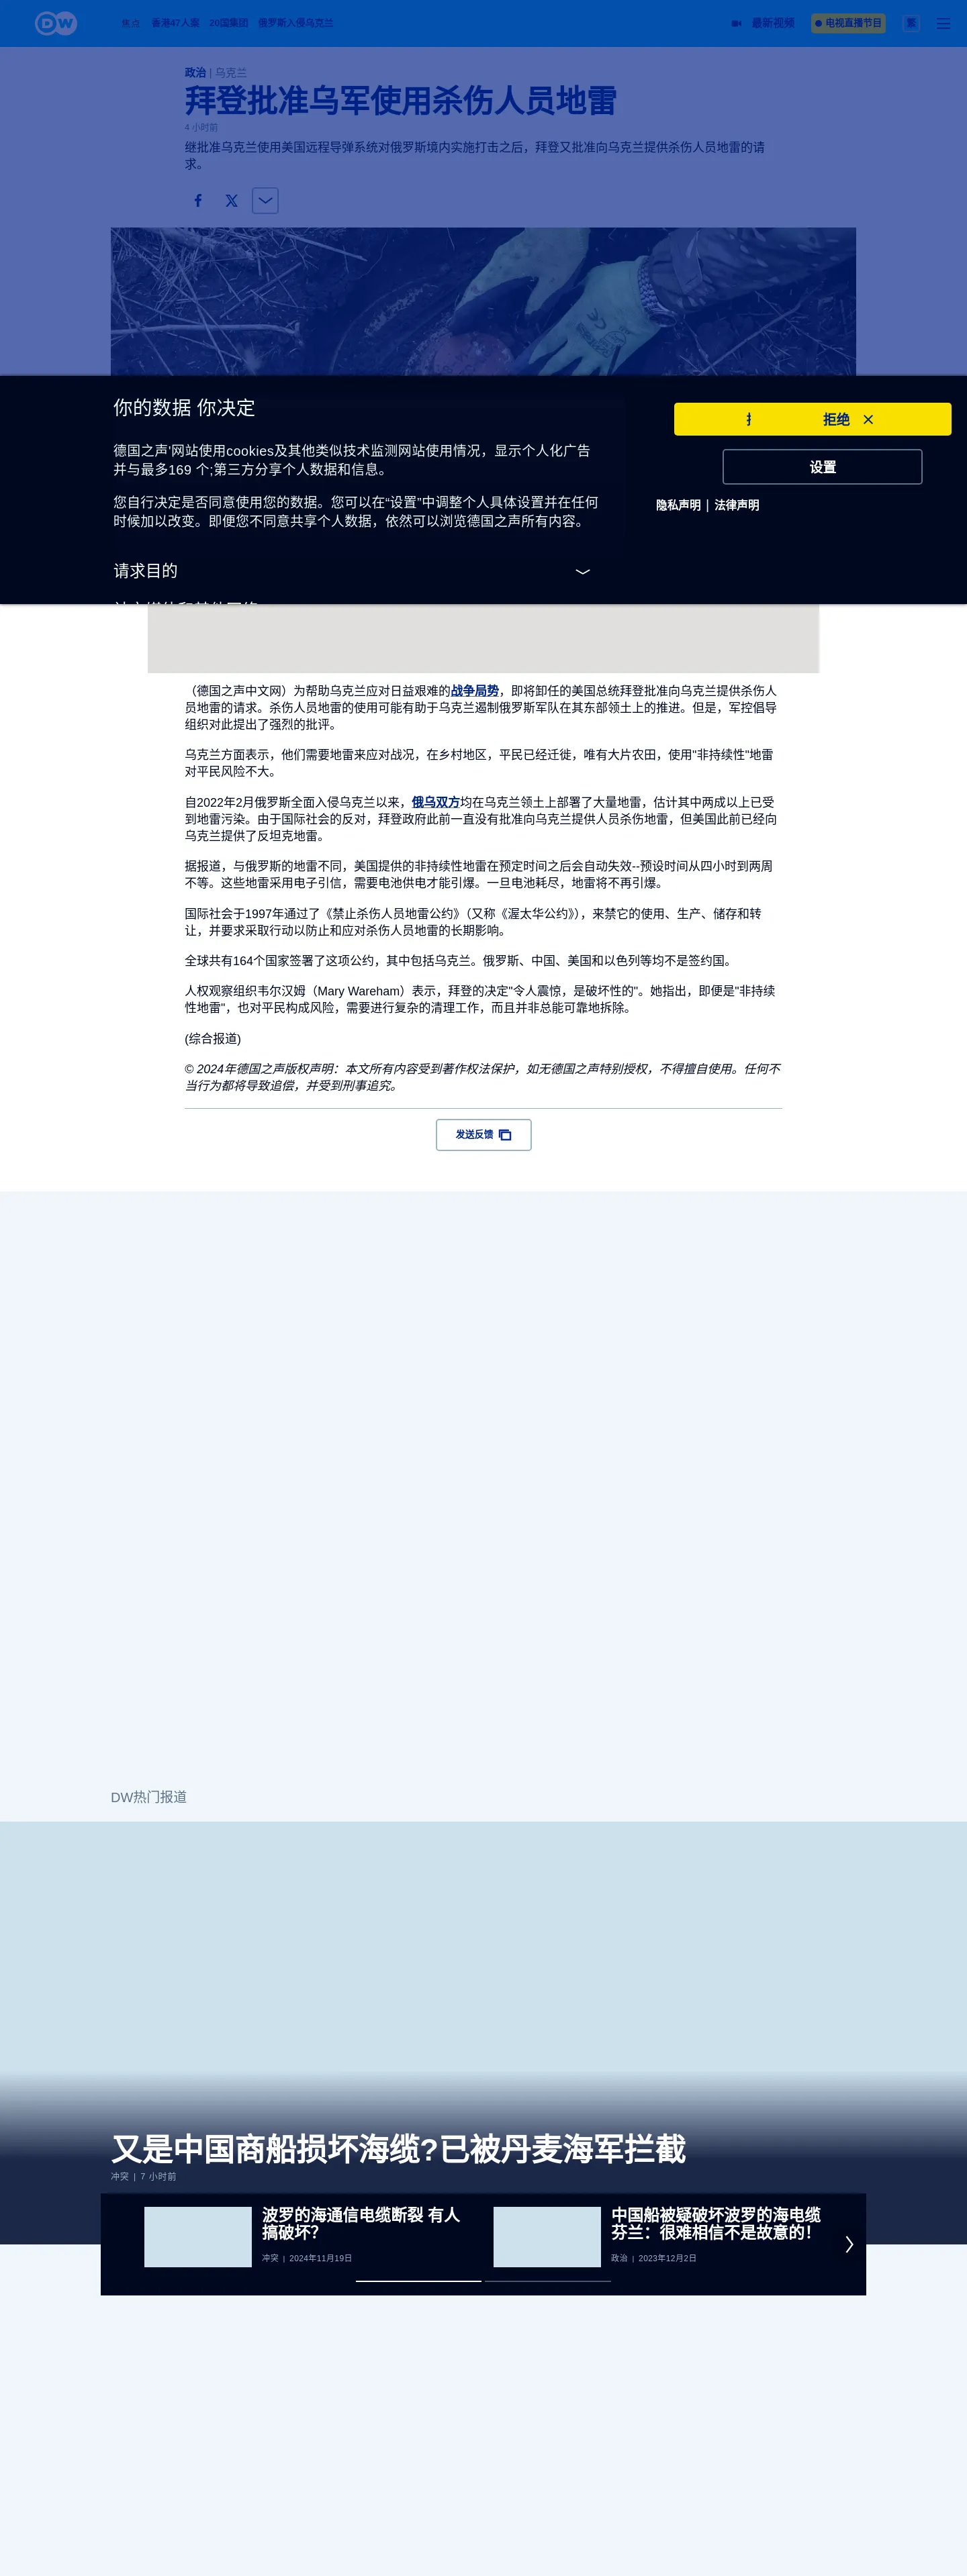 DW
焦点 香港47人案 20国集团 俄罗斯入侵乌克兰
最新视频
电视直播节目
繁
政治 | 乌克兰
拜登批准乌军使用杀伤人员地雷
4 小时前
继批准乌克兰使用美国远程导弹系统对俄罗斯境内实施打击之后，拜登又批准向乌克兰提供杀伤人员地雷的请
求。
你的数据 你决定
德国之声'网站使用cookies及其他类似技术监测网站使用情况，显示个人化广告
并与最多169 个;第三方分享个人数据和信息。
您自行决定是否同意使用您的数据。您可以在“设置”中调整个人具体设置并在任何
时候加以改变。即便您不同意共享个人数据，依然可以浏览德国之声所有内容。
请求目的
拒绝
设置
隐私声明 | 法律声明
（德国之声中文网）为帮助乌克兰应对日益艰难的战争局势，即将卸任的美国总统拜登批准向乌克兰提供杀伤人
员地雷的请求。杀伤人员地雷的使用可能有助于乌克兰遏制俄罗斯军队在其东部领土上的推进。但是，军控倡导
组织对此提出了强烈的批评。
乌克兰方面表示，他们需要地雷来应对战况，在乡村地区，平民已经迁徙，唯有大片农田，使用"非持续性"地雷
对平民风险不大。
自2022年2月俄罗斯全面入侵乌克兰以来，俄乌双方均在乌克兰领土上部署了大量地雷，估计其中两成以上已受
到地雷污染。由于国际社会的反对，拜登政府此前一直没有批准向乌克兰提供人员杀伤地雷，但美国此前已经向
乌克兰提供了反坦克地雷。
据报道，与俄罗斯的地雷不同，美国提供的非持续性地雷在预定时间之后会自动失效--预设时间从四小时到两周
不等。这些地雷采用电子引信，需要电池供电才能引爆。一旦电池耗尽，地雷将不再引爆。
国际社会于1997年通过了《禁止杀伤人员地雷公约》（又称《渥太华公约》），来禁它的使用、生产、储存和转
让，并要求采取行动以防止和应对杀伤人员地雷的长期影响。
全球共有164个国家签署了这项公约，其中包括乌克兰。俄罗斯、中国、美国和以色列等均不是签约国。
人权观察组织韦尔汉姆（Mary Wareham）表示，拜登的决定"令人震惊，是破坏性的"。她指出，即便是"非持续
性地雷"，也对平民构成风险，需要进行复杂的清理工作，而且并非总能可靠地拆除。
(综合报道)
© 2024年德国之声版权声明：本文所有内容受到著作权法保护，如无德国之声特别授权，不得擅自使用。任何不
当行为都将导致追偿，并受到刑事追究。
发送反馈
DW热门报道
又是中国商船损坏海缆?已被丹麦海军拦截
冲突 | 7 小时前
波罗的海通信电缆断裂 有人
搞破坏?
冲突 | 2024年11月19日
中国船被疑破坏波罗的海电缆
芬兰：很难相信不是故意的！
政治 | 2023年12月2日